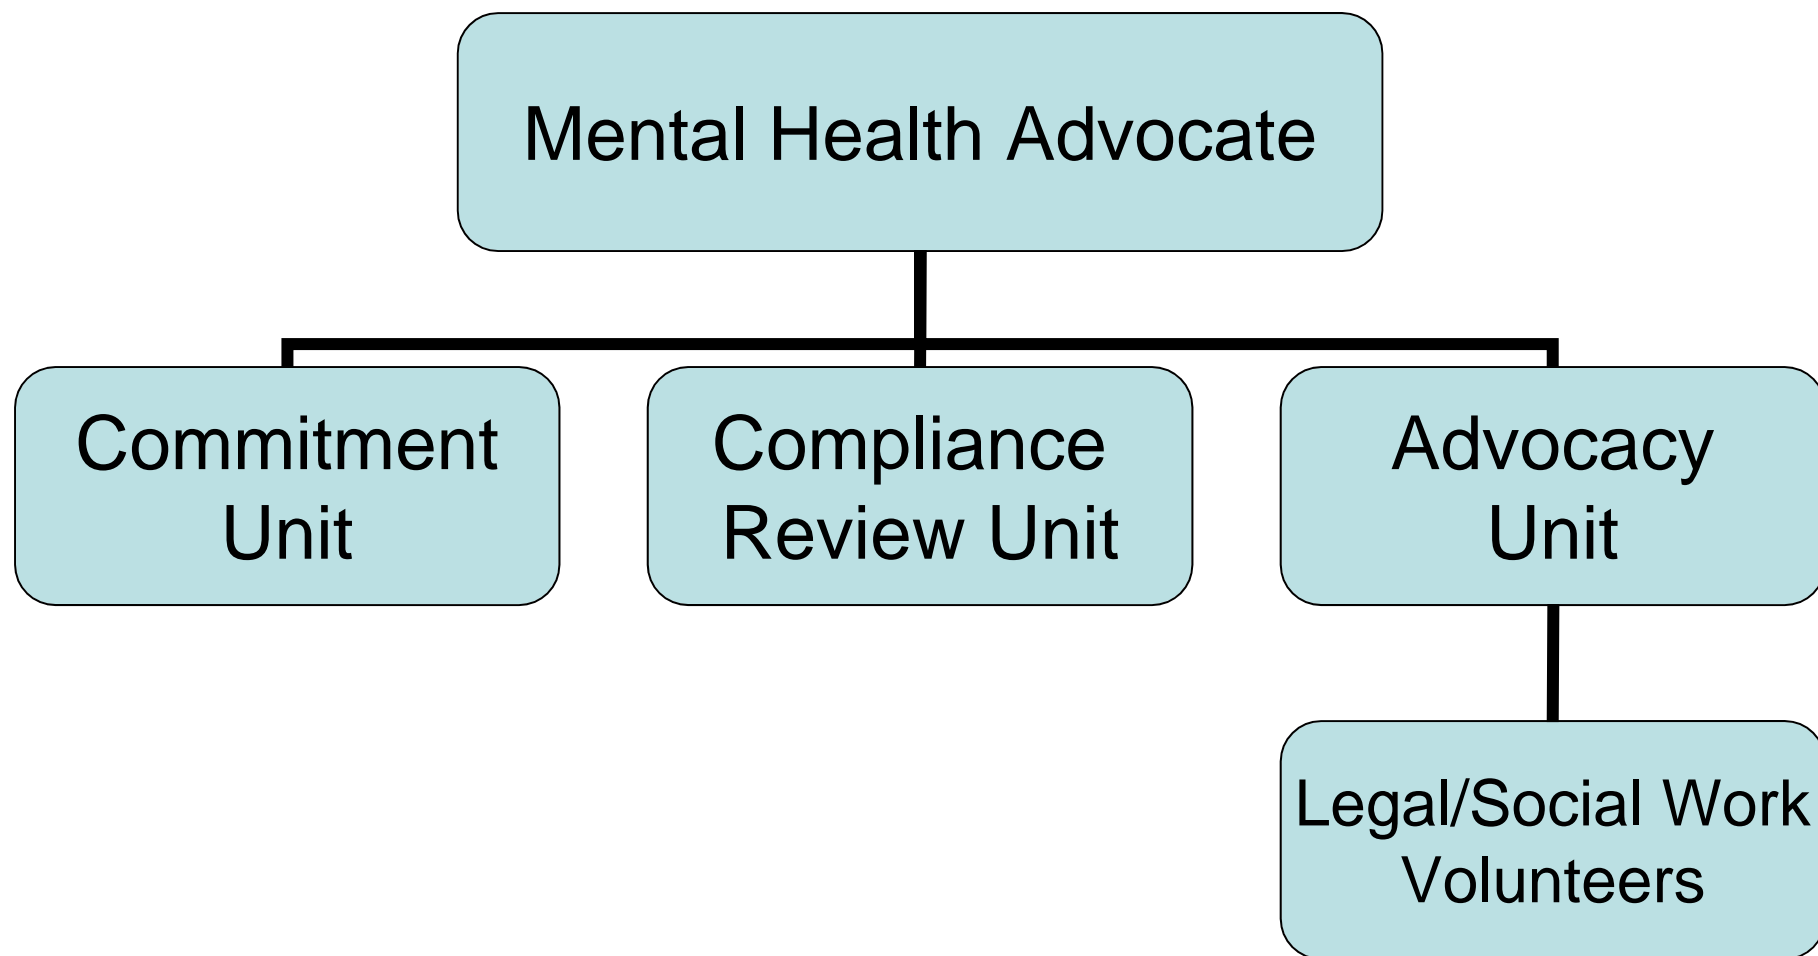 Mental Health Advocate
Commitment
Unit
Compliance
Review Unit
Advocacy
Unit
Legal/Social Work
Volunteers